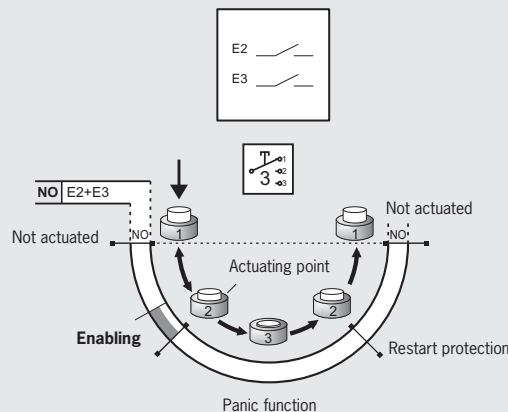 E2
E3
1
2
3
3
NO E2+E3
NO
1
1
Not actuated
NO
Not actuated
Actuating point
2
2
3
Enabling
Restart protection
Panic function